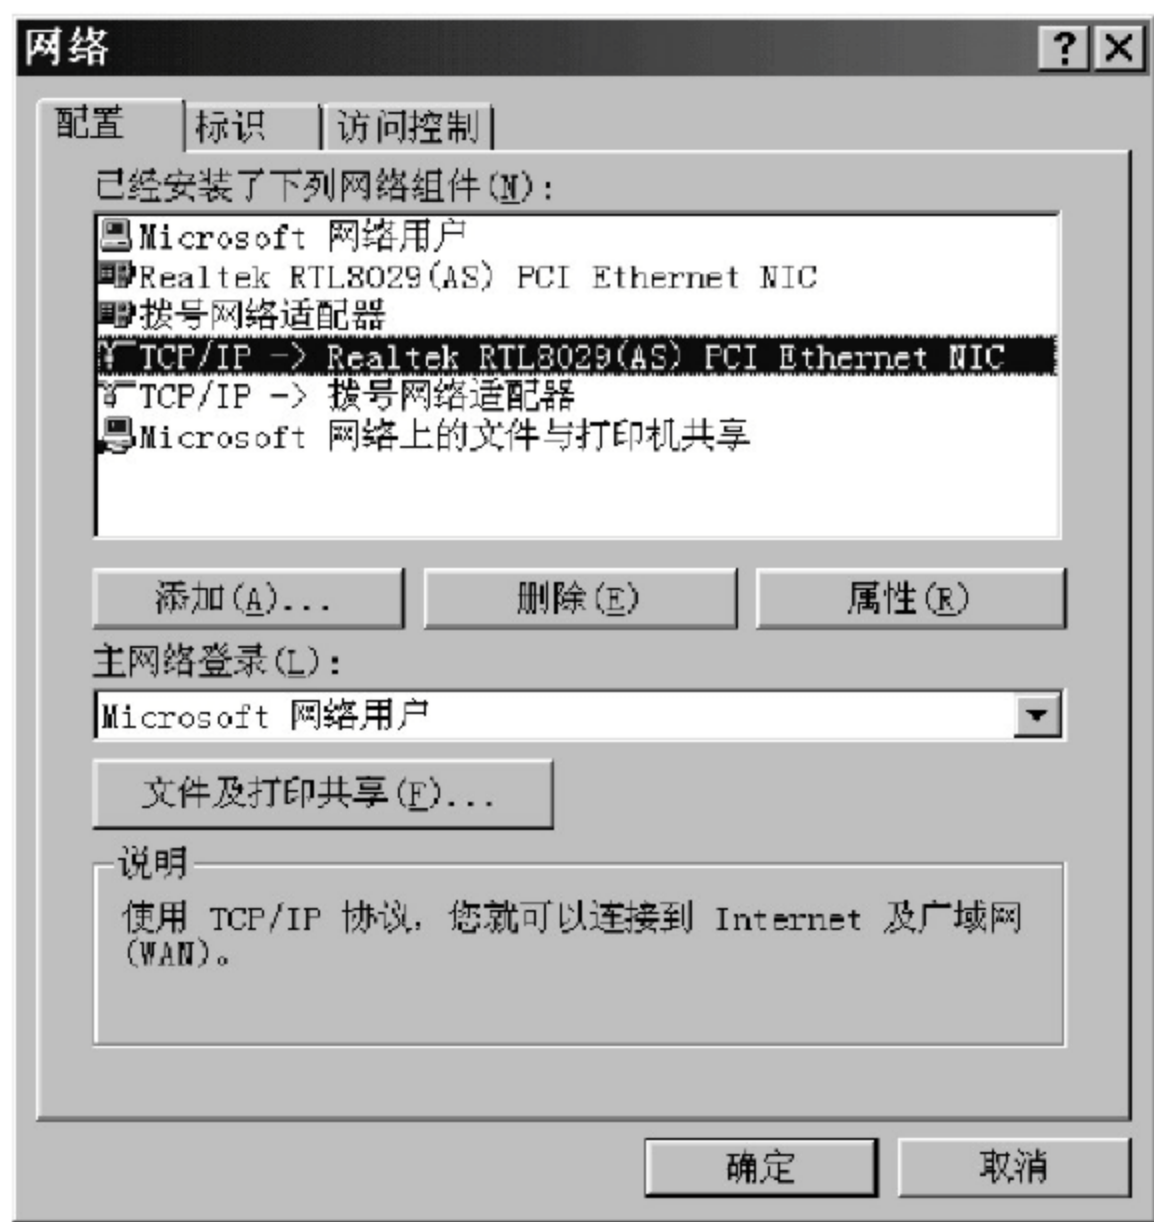 网络
配置 标识 访问控制
已经安装了下列网络组件(N):
Microsoft 网络用户
Realtek RTL8029(AS) PCI Ethernet NIC
拨号网络适配器
TCP/IP -> Realtek RTL8029(AS) PCI Ethernet NIC
TCP/IP -> 拨号网络适配器
Microsoft 网络上的文件与打印机共享
添加(A)... 删除(E) 属性(R)
主网络登录(L):
Microsoft 网络用户
文件及打印共享(F)...
说明
使用 TCP/IP 协议, 您就可以连接到 Internet 及广域网
(WAN)。
确定 取消